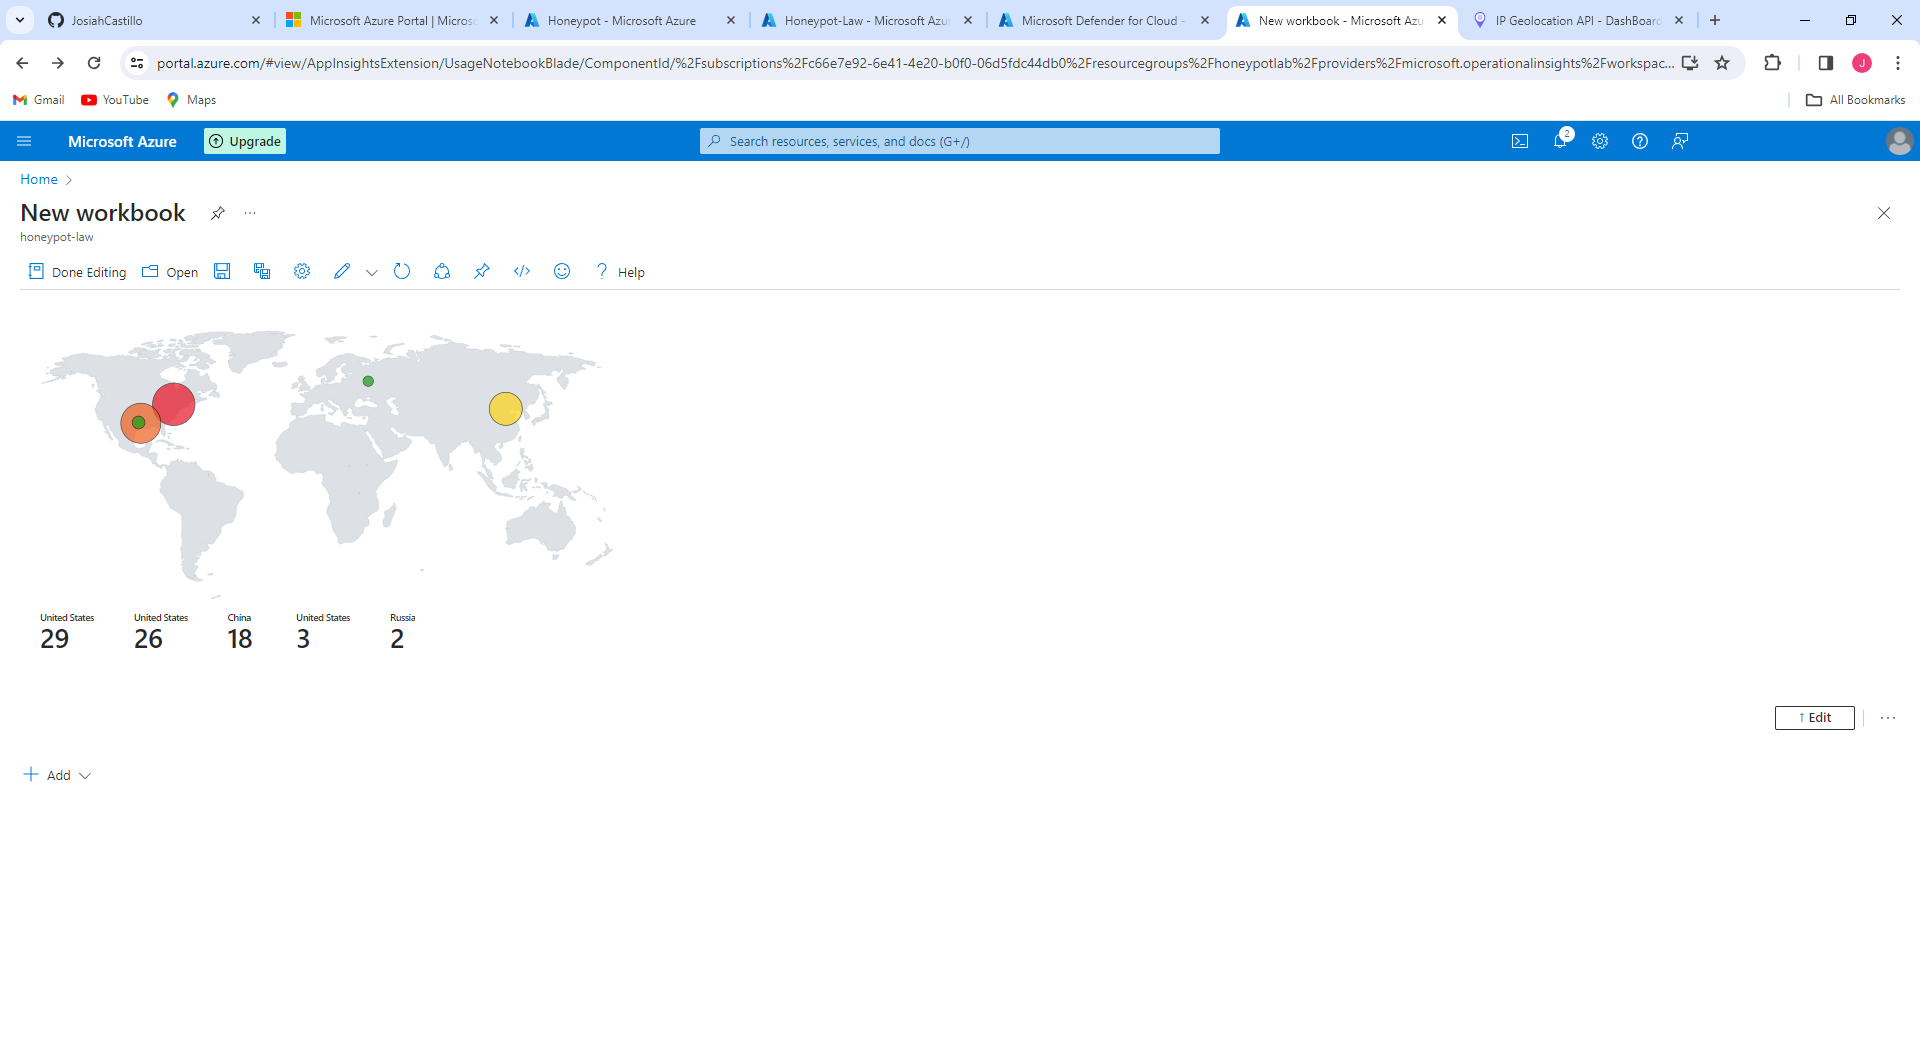 JosiahCastillo
Microsoft Azure Portal | Micros
Honeypot - Microsoft Azure
Honeypot-Law - Microsoft Azu
Microsoft Defender for Cloud -
New workbook - Microsoft Azu
IP Geolocation API - DashBoard
portal.azure.com/#view/AppInsightsExtension/UsageNotebookBlade/ComponentId/%2Fsubscriptions%2Fc66e7e92-6e41-4e20-b0f0-06d5fdc44db0%2Fresourcegroups%2Fhoneypotlab%2Fproviders%2Fmicrosoft.operationalinsights%2Fworkspac...
J
Gmail
YouTube
Maps
All Bookmarks
Microsoft Azure
Upgrade
Search resources, services, and docs (G+/)
2
Home
New workbook
...
honeypot-law
Done Editing
Open
Help
United States
29
United States
26
China
18
United States
3
Russia
2
↑ Edit
...
Add